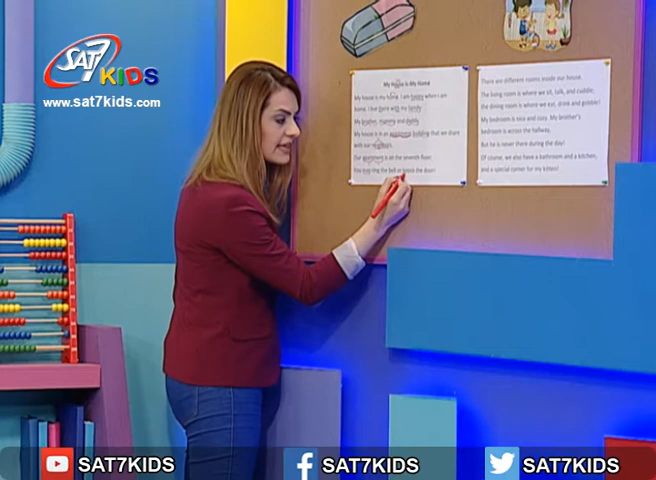 SAT7
KIDS
www.sat7kids.com
My House is My Home
My house is my home. I am happy when I am
home. I live there with my family:
My brother, mommy and daddy.
My house is in an apartment building that we share
with our neighbors.
Our apartment is on the seventh floor.
You may ring the bell or knock the door!
There are different rooms inside our house.
The living room is where we sit, talk, and cuddle;
the dining room is where we eat, drink and gobble!
My bedroom is nice and cozy. My brother's
bedroom is across the hallway,
But he is never there during the day!
Of course, we also have a bathroom and a kitchen,
and a special corner for my kitten!
SAT7KIDS
SAT7KIDS
SAT7KIDS